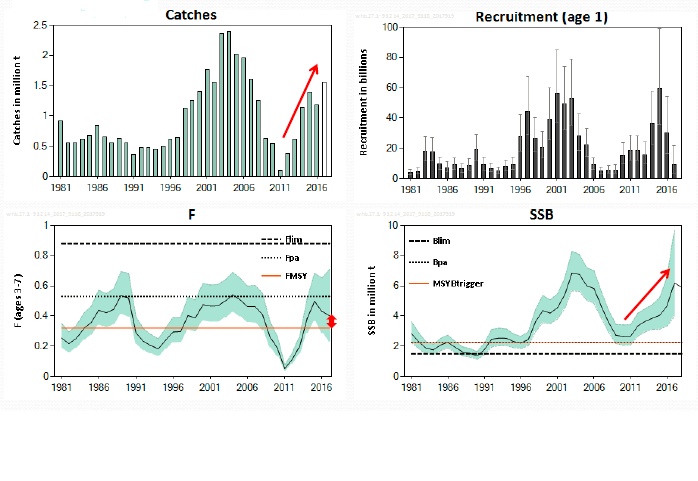 Catches
Catches in million t
2.5
2
1.5
1
0.5
0
1981 1986 1991 1996 2001 2006 2011 2016
Recruitment (age 1)
Recruitment in billions
100
80
60
40
20
0
1981 1986 1991 1996 2001 2006 2011 2016
F
F (ages 3-7)
1
0.8
0.6
0.4
0.2
0
Flim
Fpa
FMSY
1981 1986 1991 1996 2001 2006 2011 2016
SSB
SSB in million t
10
8
6
4
2
0
Blim
Bpa
MSYBtrigger
1981 1986 1991 1996 2001 2006 2011 2016